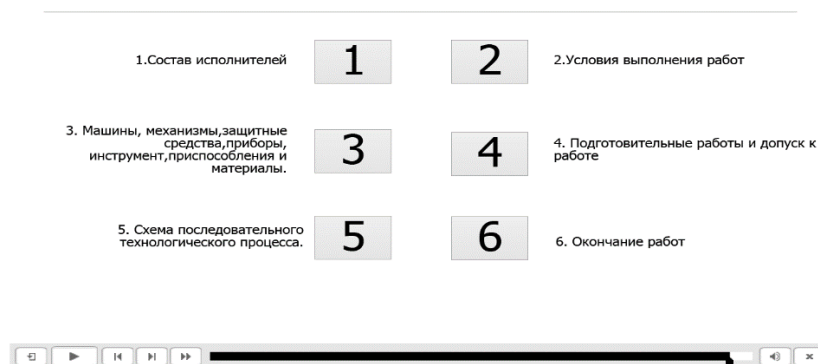 1.Состав исполнителей
1
2
2.Условия выполнения работ
3. Машины, механизмы,защитные
средства,приборы,
инструмент,приспособления и
материалы.
3
4
4. Подготовительные работы и допуск к
работе
5. Схема последовательного
технологического процесса.
5
6
6. Окончание работ